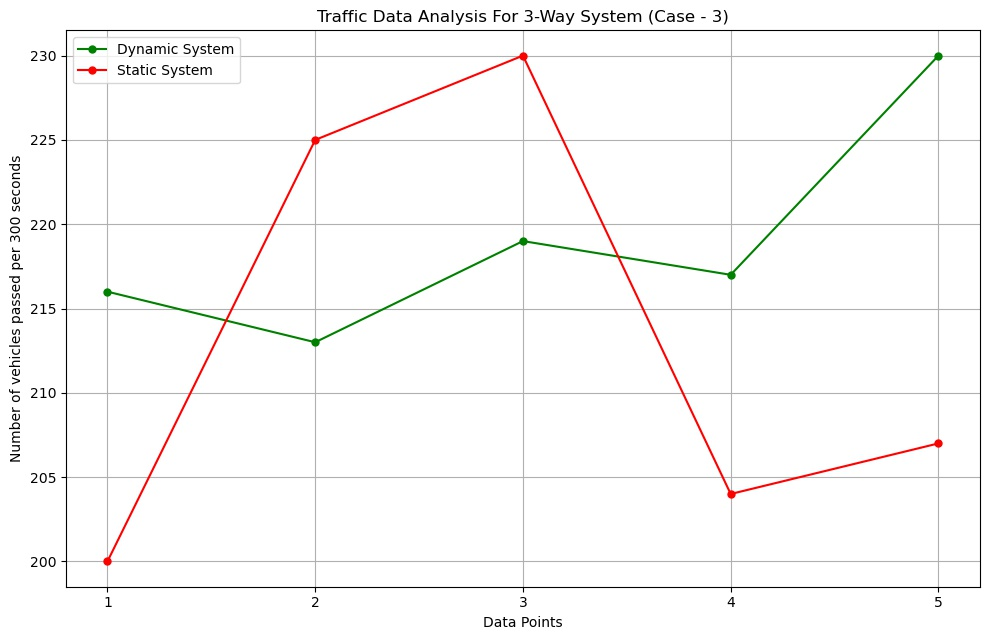 Traffic Data Analysis For 3-Way System (Case - 3)
Dynamic System
Static System
Number of vehicles passed per 300 seconds
230
225
220
215
210
205
200
1 2 3 4 5
Data Points